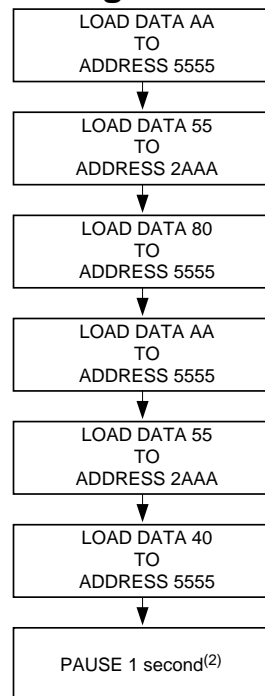 LOAD DATA AA
TO
ADDRESS 5555
LOAD DATA 55
TO
ADDRESS 2AAA
LOAD DATA 80
TO
ADDRESS 5555
LOAD DATA AA
TO
ADDRESS 5555
LOAD DATA 55
TO
ADDRESS 2AAA
LOAD DATA 40
TO
ADDRESS 5555
PAUSE 1 second(2)